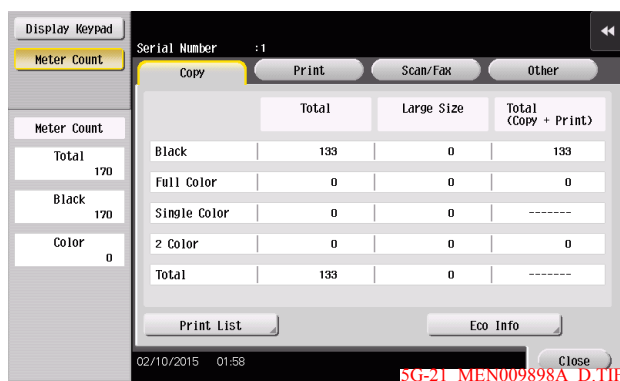 Display Keypad
Meter Count
Serial Number :1
Copy Print Scan/Fax Other
Meter Count
Total
170
Black
170
Color
0
Total Large Size Total
(Copy + Print)
Black 133 0 133
Full Color 0 0 0
Single Color 0 0 -------
2 Color 0 0 0
Total 133 0 -------
Print List Eco Info
02/10/2015 01:58 Close
5G-21_MEN009898A_D.TIF